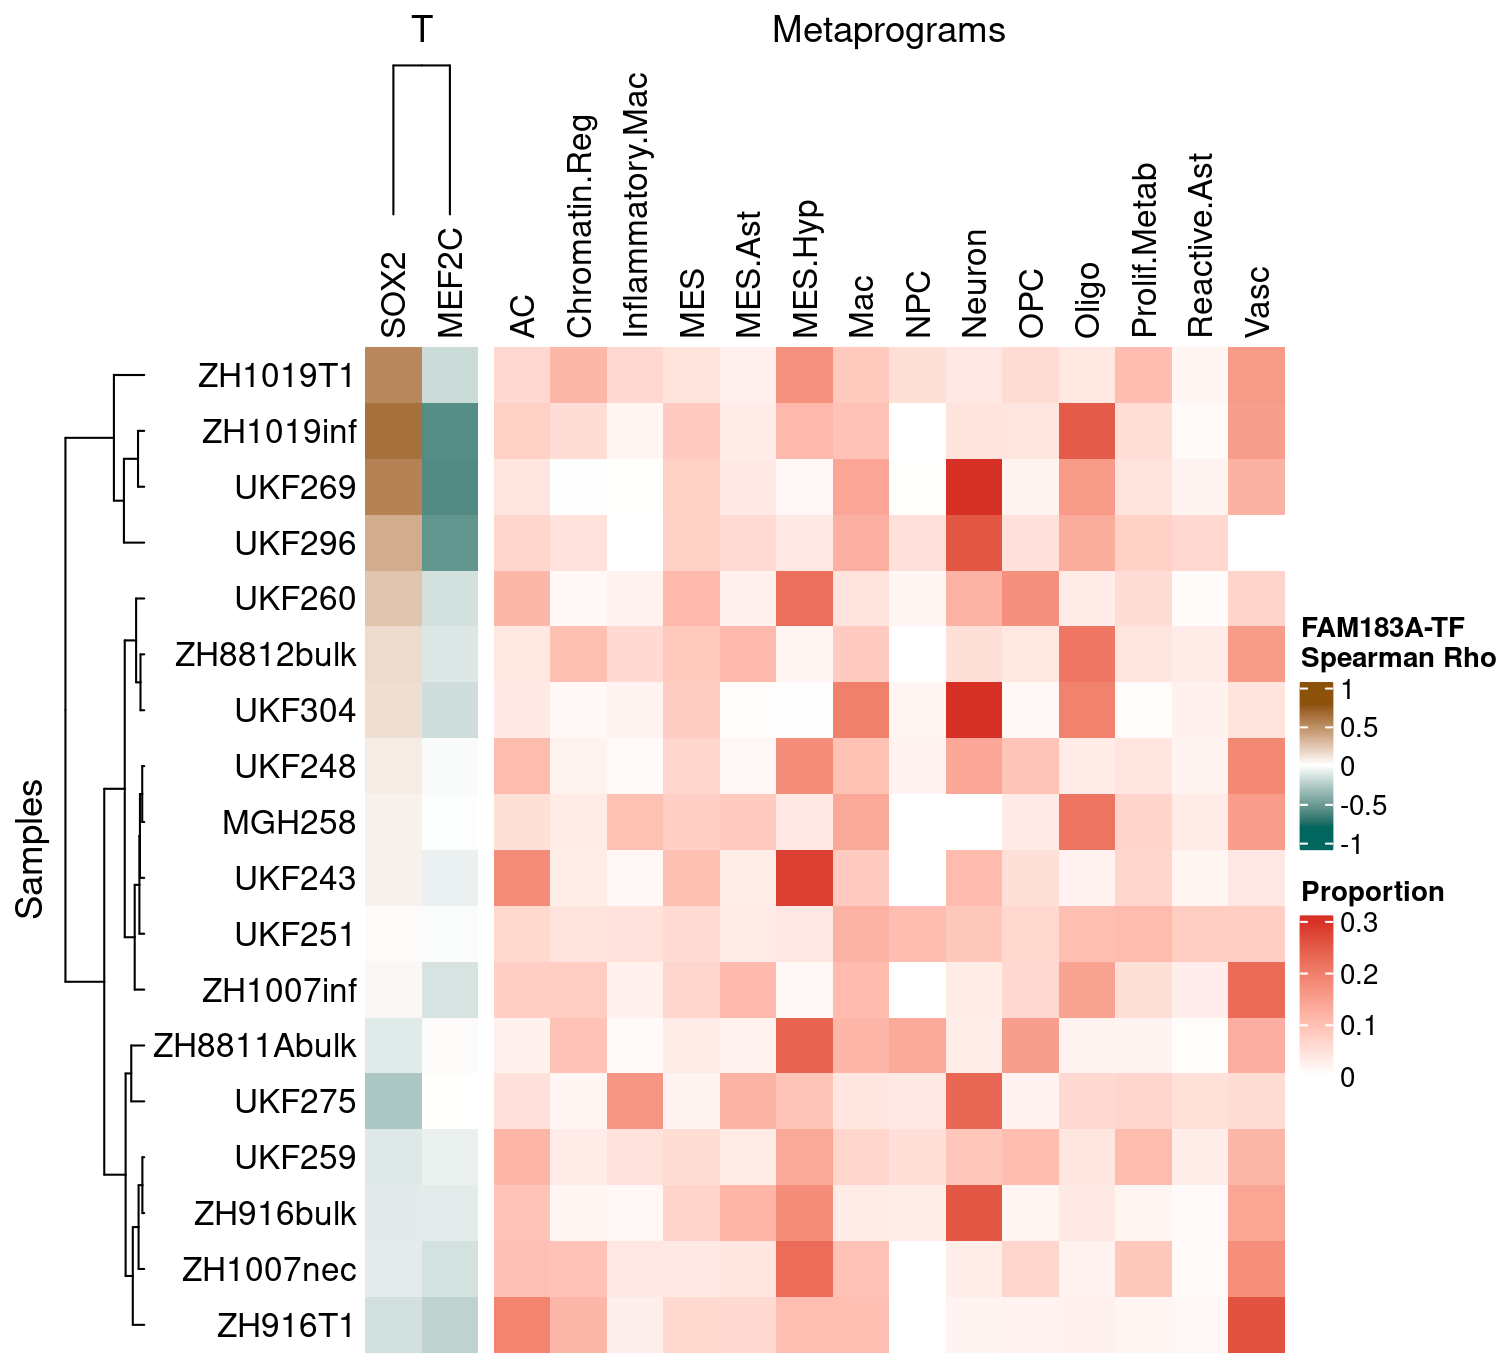 T
Metaprograms
SOX2
MEF2C
AC
Chromatin.Reg
Inflammatory.Mac
MES
MES.Ast
MES.Hyp
Mac
NPC
Neuron
OPC
Oligo
Prolif.Metab
Reactive.Ast
Vasc
Samples
ZH1019T1
ZH1019inf
UKF269
UKF296
UKF260
ZH8812bulk
UKF304
UKF248
MGH258
UKF243
UKF251
ZH1007inf
ZH8811Abulk
UKF275
UKF259
ZH916bulk
ZH1007nec
ZH916T1
FAM183A-TF
Spearman Rho
1
0.5
0
-0.5
-1
Proportion
0.3
0.2
0.1
0